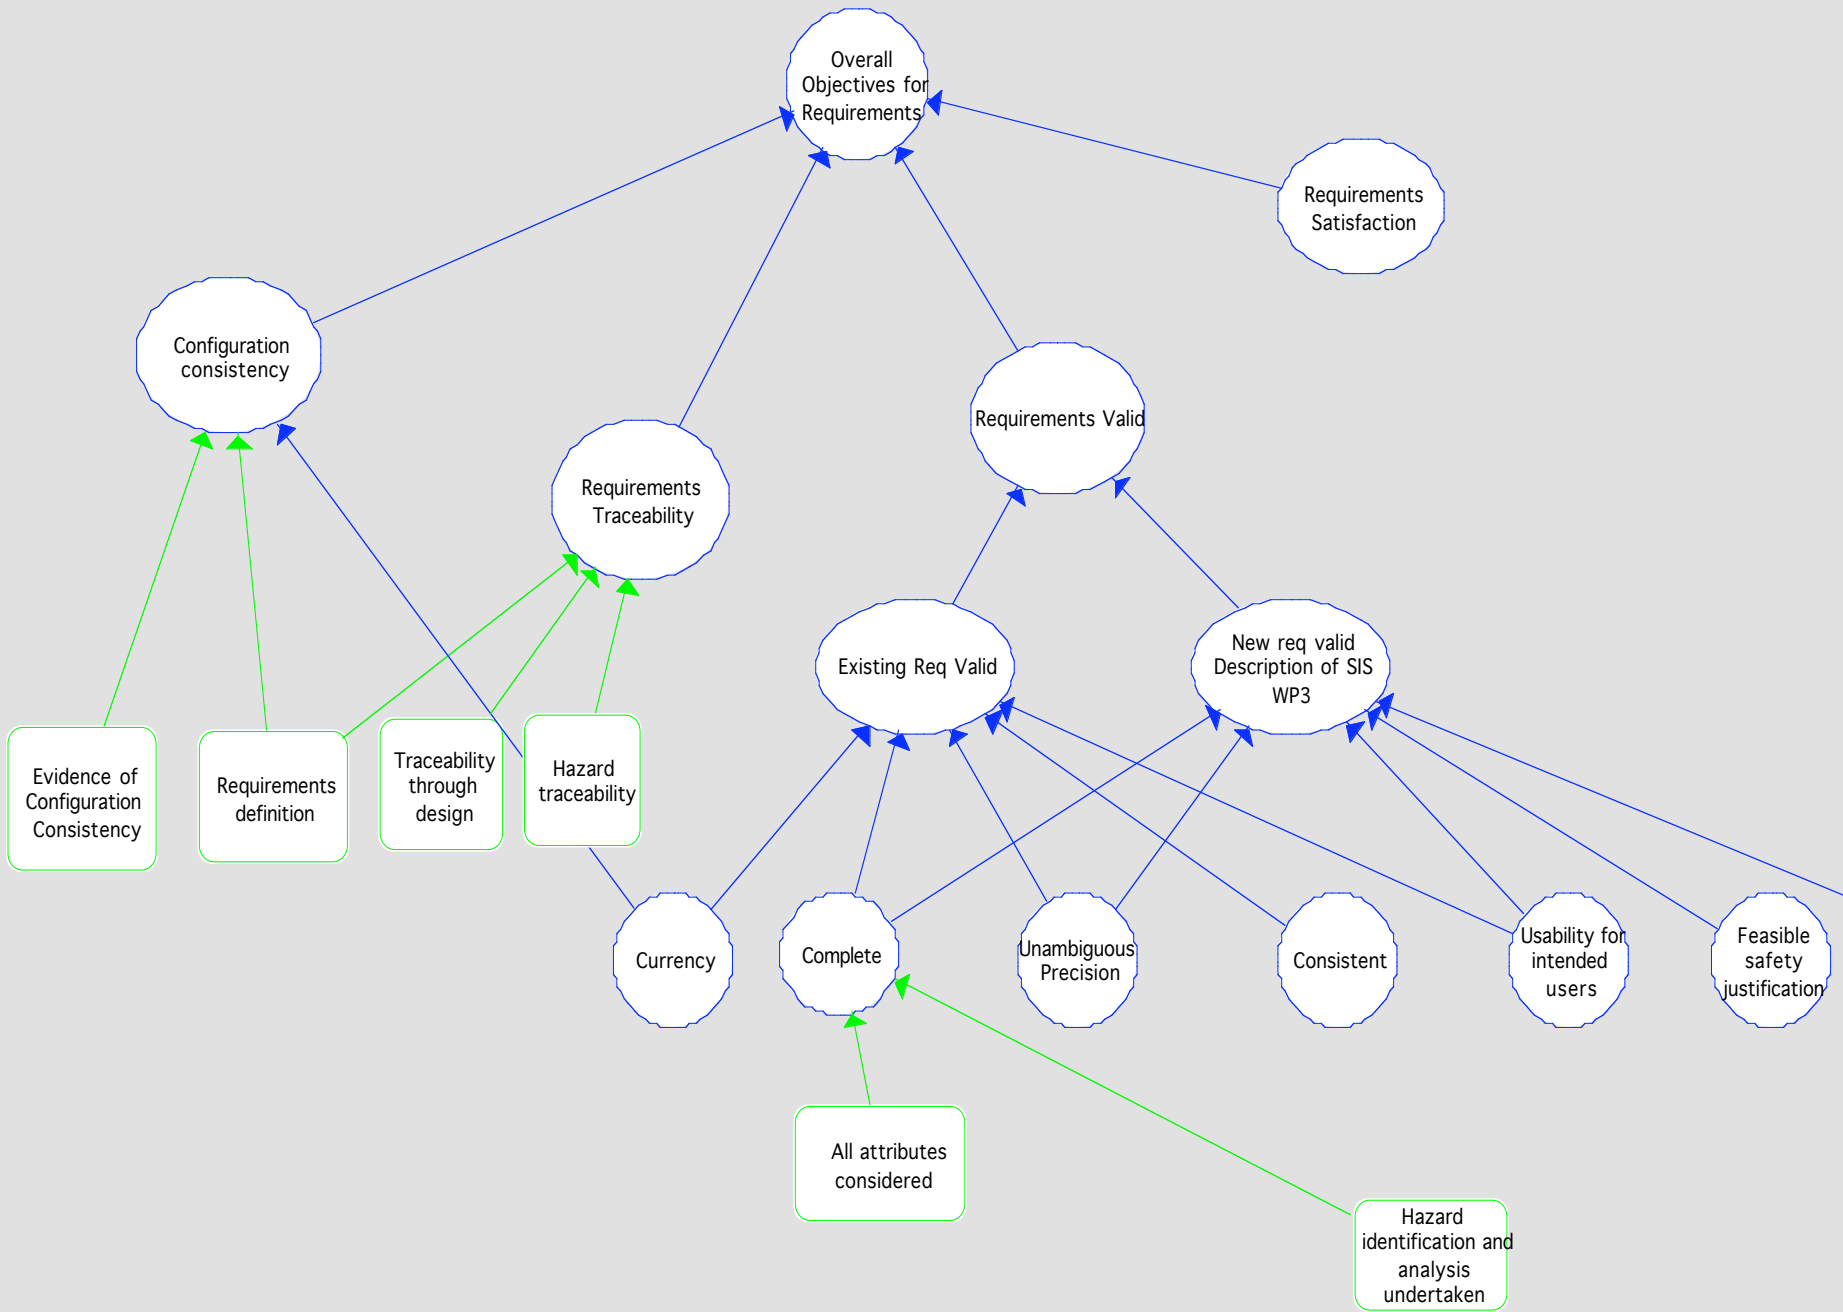 Overall
Objectives for
Requirements
Requirements
Satisfaction
Configuration
consistency
Requirements Valid
Requirements
Traceability
Existing Req Valid
New req valid
Description of SIS
WP3
Evidence of
Configuration
Consistency
Requirements
definition
Traceability
through
design
Hazard
traceability
Currency
Complete
Unambiguous
Precision
Consistent
Usability for
intended
users
Feasible
safety
justification
All attributes
considered
Hazard
identification and
analysis
undertaken